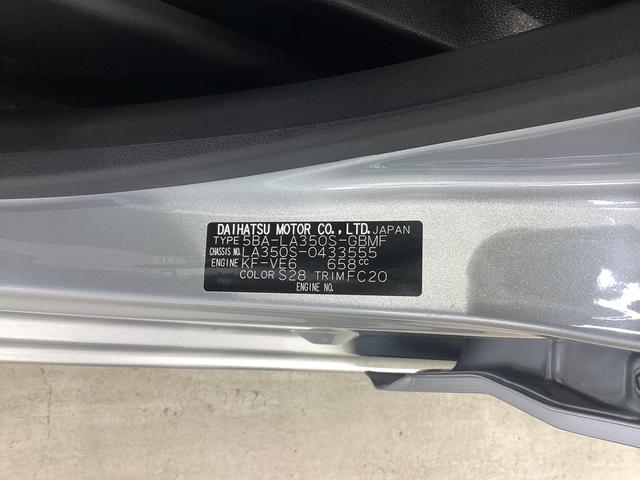 DAIHATSU MOTOR CO., LTD. JAPAN
TYPE 5BA-LA350S-GBMF
CHASSIS NO. LA350S-0433555
ENGINE KF-VE6 658cc
COLOR S28 TRIM FC20
ENGINE NO.